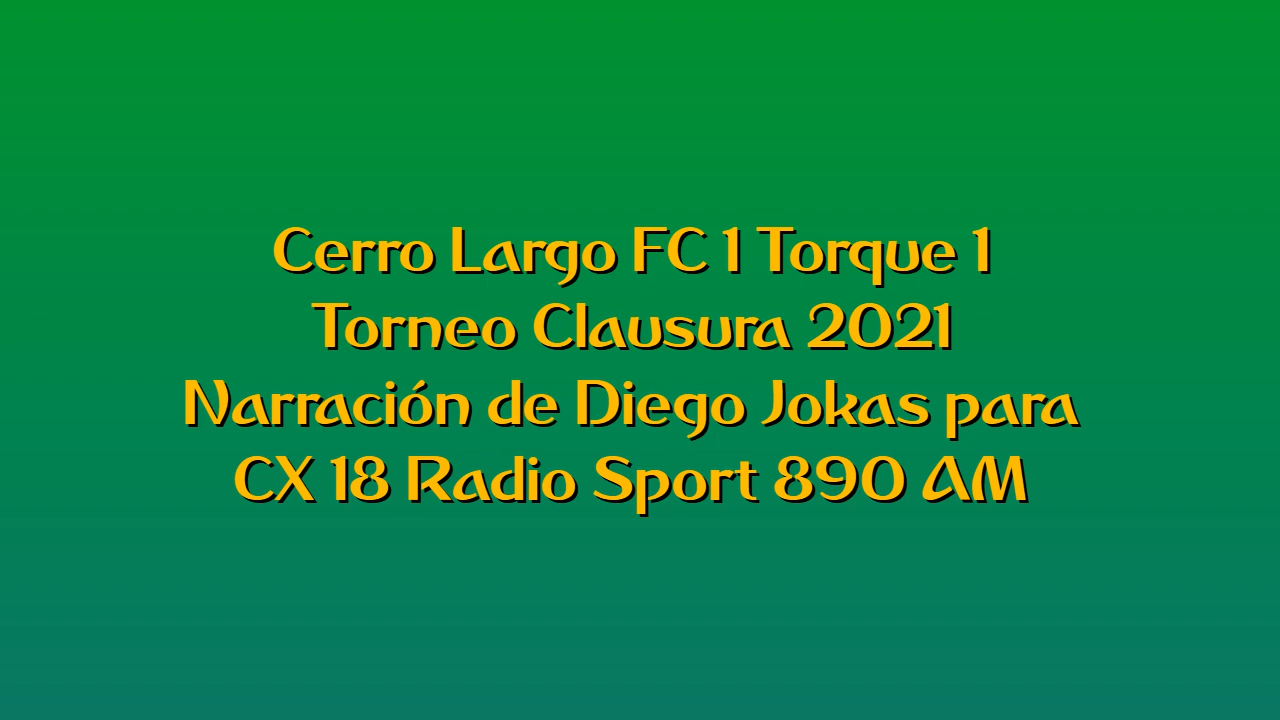 Cerro Largo FC 1 Torque 1
Torneo Clausura 2021
Narración de Diego Jokas para
CX 18 Radio Sport 890 AM